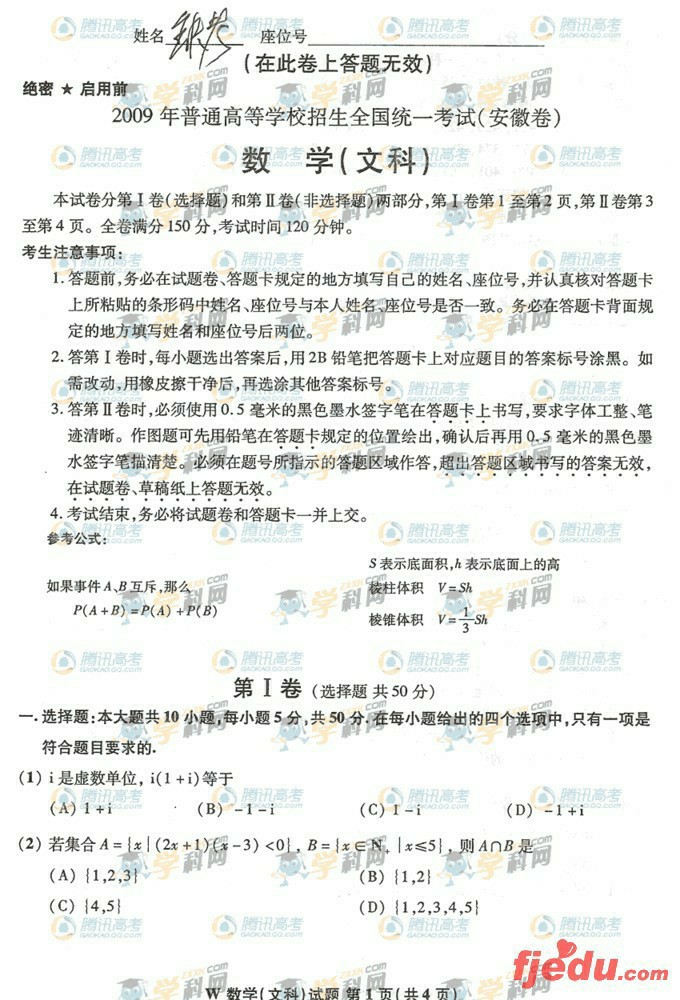 姓名 座位号
(在此卷上答题无效)
绝密 ★ 启用前
2009 年普通高等学校招生全国统一考试(安徽卷)
数 学(文科)
本试卷分第Ⅰ卷(选择题)和第Ⅱ卷(非选择题)两部分,第Ⅰ卷第1至第2页,第Ⅱ卷第3
至第4页。全卷满分150分,考试时间120分钟。
考生注意事项:
1.答题前,务必在试题卷、答题卡规定的地方填写自己的姓名、座位号,并认真核对答题卡
上所粘贴的条形码中姓名、座位号与本人姓名、座位号是否一致。务必在答题卡背面规
定的地方填写姓名和座位号后两位。
2.答第Ⅰ卷时,每小题选出答案后,用2B铅笔把答题卡上对应题目的答案标号涂黑。如
需改动,用橡皮擦干净后,再选涂其他答案标号。
3.答第Ⅱ卷时,必须使用0.5毫米的黑色墨水签字笔在答题卡上书写,要求字体工整、笔
迹清晰。作图题可先用铅笔在答题卡规定的位置绘出,确认后再用0.5毫米的黑色墨
水签字笔描清楚。必须在题号所指示的答题区域作答,超出答题区域书写的答案无效,
在试题卷、草稿纸上答题无效。
4.考试结束,务必将试题卷和答题卡一并上交。
参考公式:
S表示底面积,h表示底面上的高
如果事件A,B互斥,那么 棱柱体积 V=Sh
P(A+B)=P(A)+P(B)
棱锥体积 V=1/3Sh
第Ⅰ卷(选择题 共50分)
一.选择题:本大题共10小题,每小题5分,共50分.在每小题给出的四个选项中,只有一项是
符合题目要求的.
(1) i是虚数单位, i(1+i)等于
(A) 1+i (B) -1-i (C) 1-i (D) -1+i
(2) 若集合A={x|(2x+1)(x-3)<0}, B={x∈N+|x≤5}, 则A∩B是
(A) {1,2,3} (B) {1,2}
(C) {4,5} (D) {1,2,3,4,5}
W 数学(文科)试题 第1页(共4页)
fjedu.com